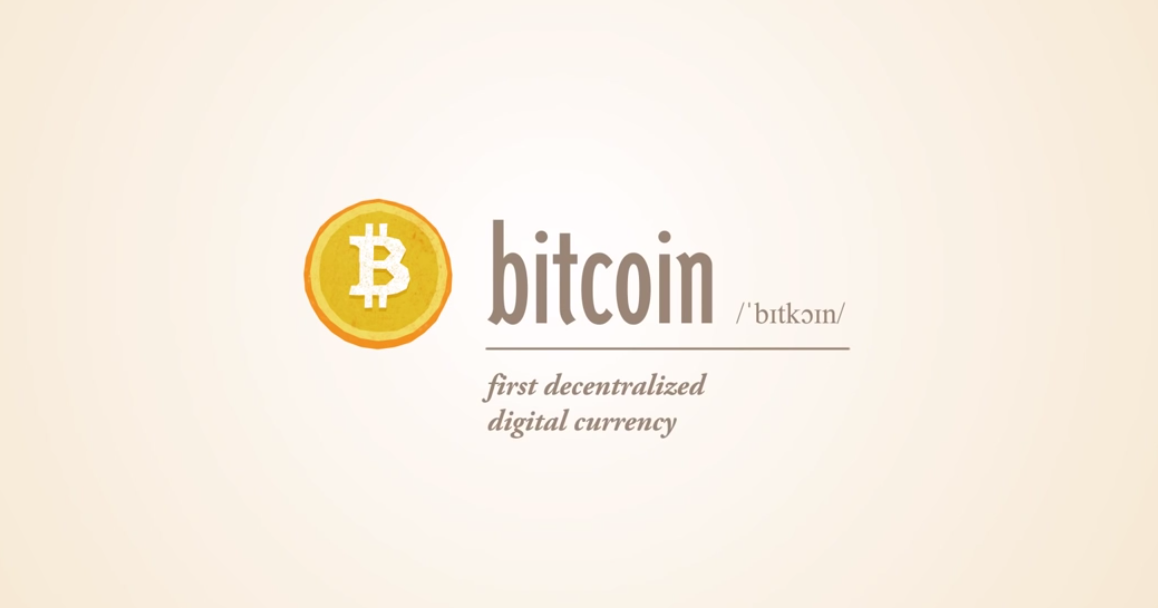 bitcoin /ˈbɪtkɔɪn/
first decentralized
digital currency